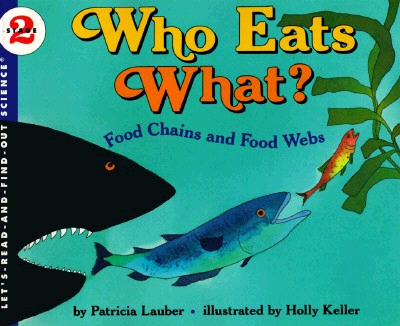 2
STAGE
LET'S-READ-AND-FIND-OUT SCIENCE®
Who Eats
What?
Food Chains and Food Webs
by Patricia Lauber • illustrated by Holly Keller